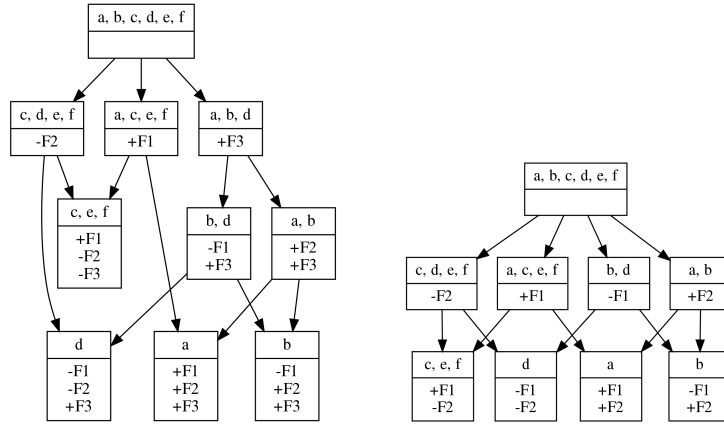 a, b, c, d, e, f
c, d, e, f
-F2
a, c, e, f
+F1
a, b, d
+F3
c, e, f
+F1
-F2
-F3
b, d
-F1
+F3
a, b
+F2
+F3
d
-F1
-F2
+F3
a
+F1
+F2
+F3
b
-F1
+F2
+F3
a, b, c, d, e, f
c, d, e, f
-F2
a, c, e, f
+F1
b, d
-F1
a, b
+F2
c, e, f
+F1
-F2
d
-F1
-F2
a
+F1
+F2
b
-F1
+F2